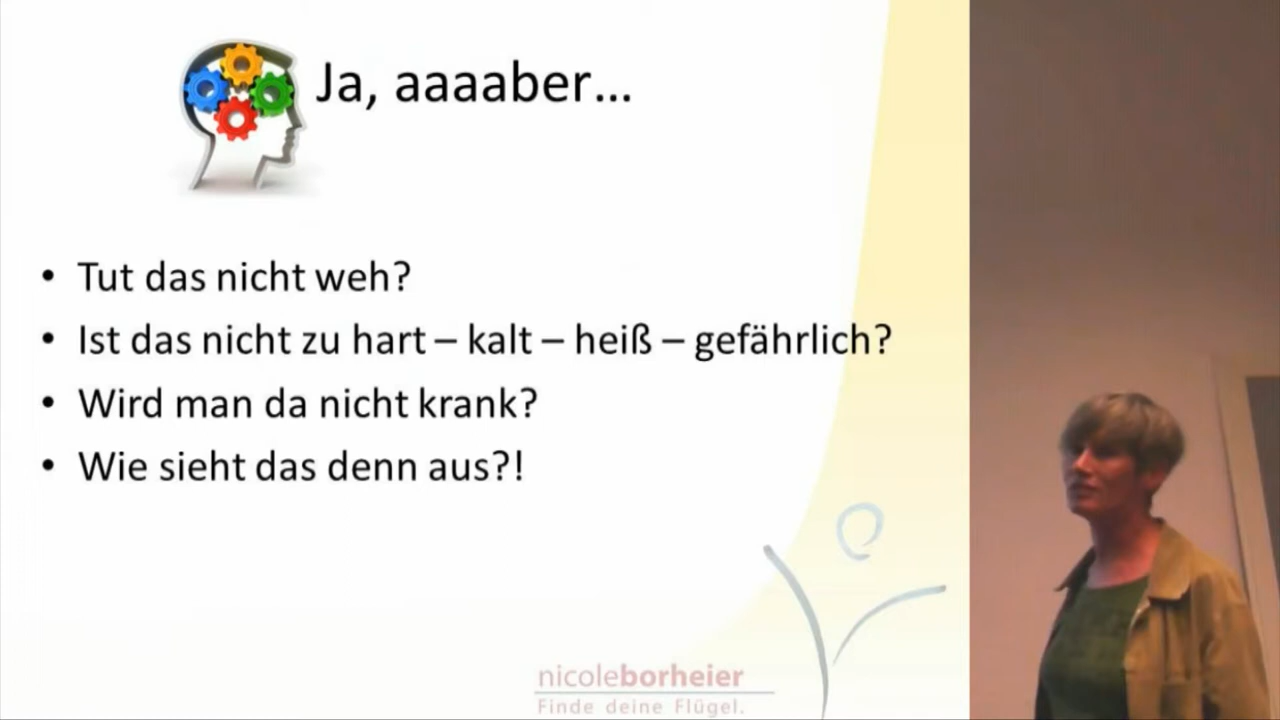 Ja, aaaaber...
• Tut das nicht weh?
• Ist das nicht zu hart – kalt – heiß – gefährlich?
• Wird man da nicht krank?
• Wie sieht das denn aus?!
nicoleborheier
Finde deine Flügel.